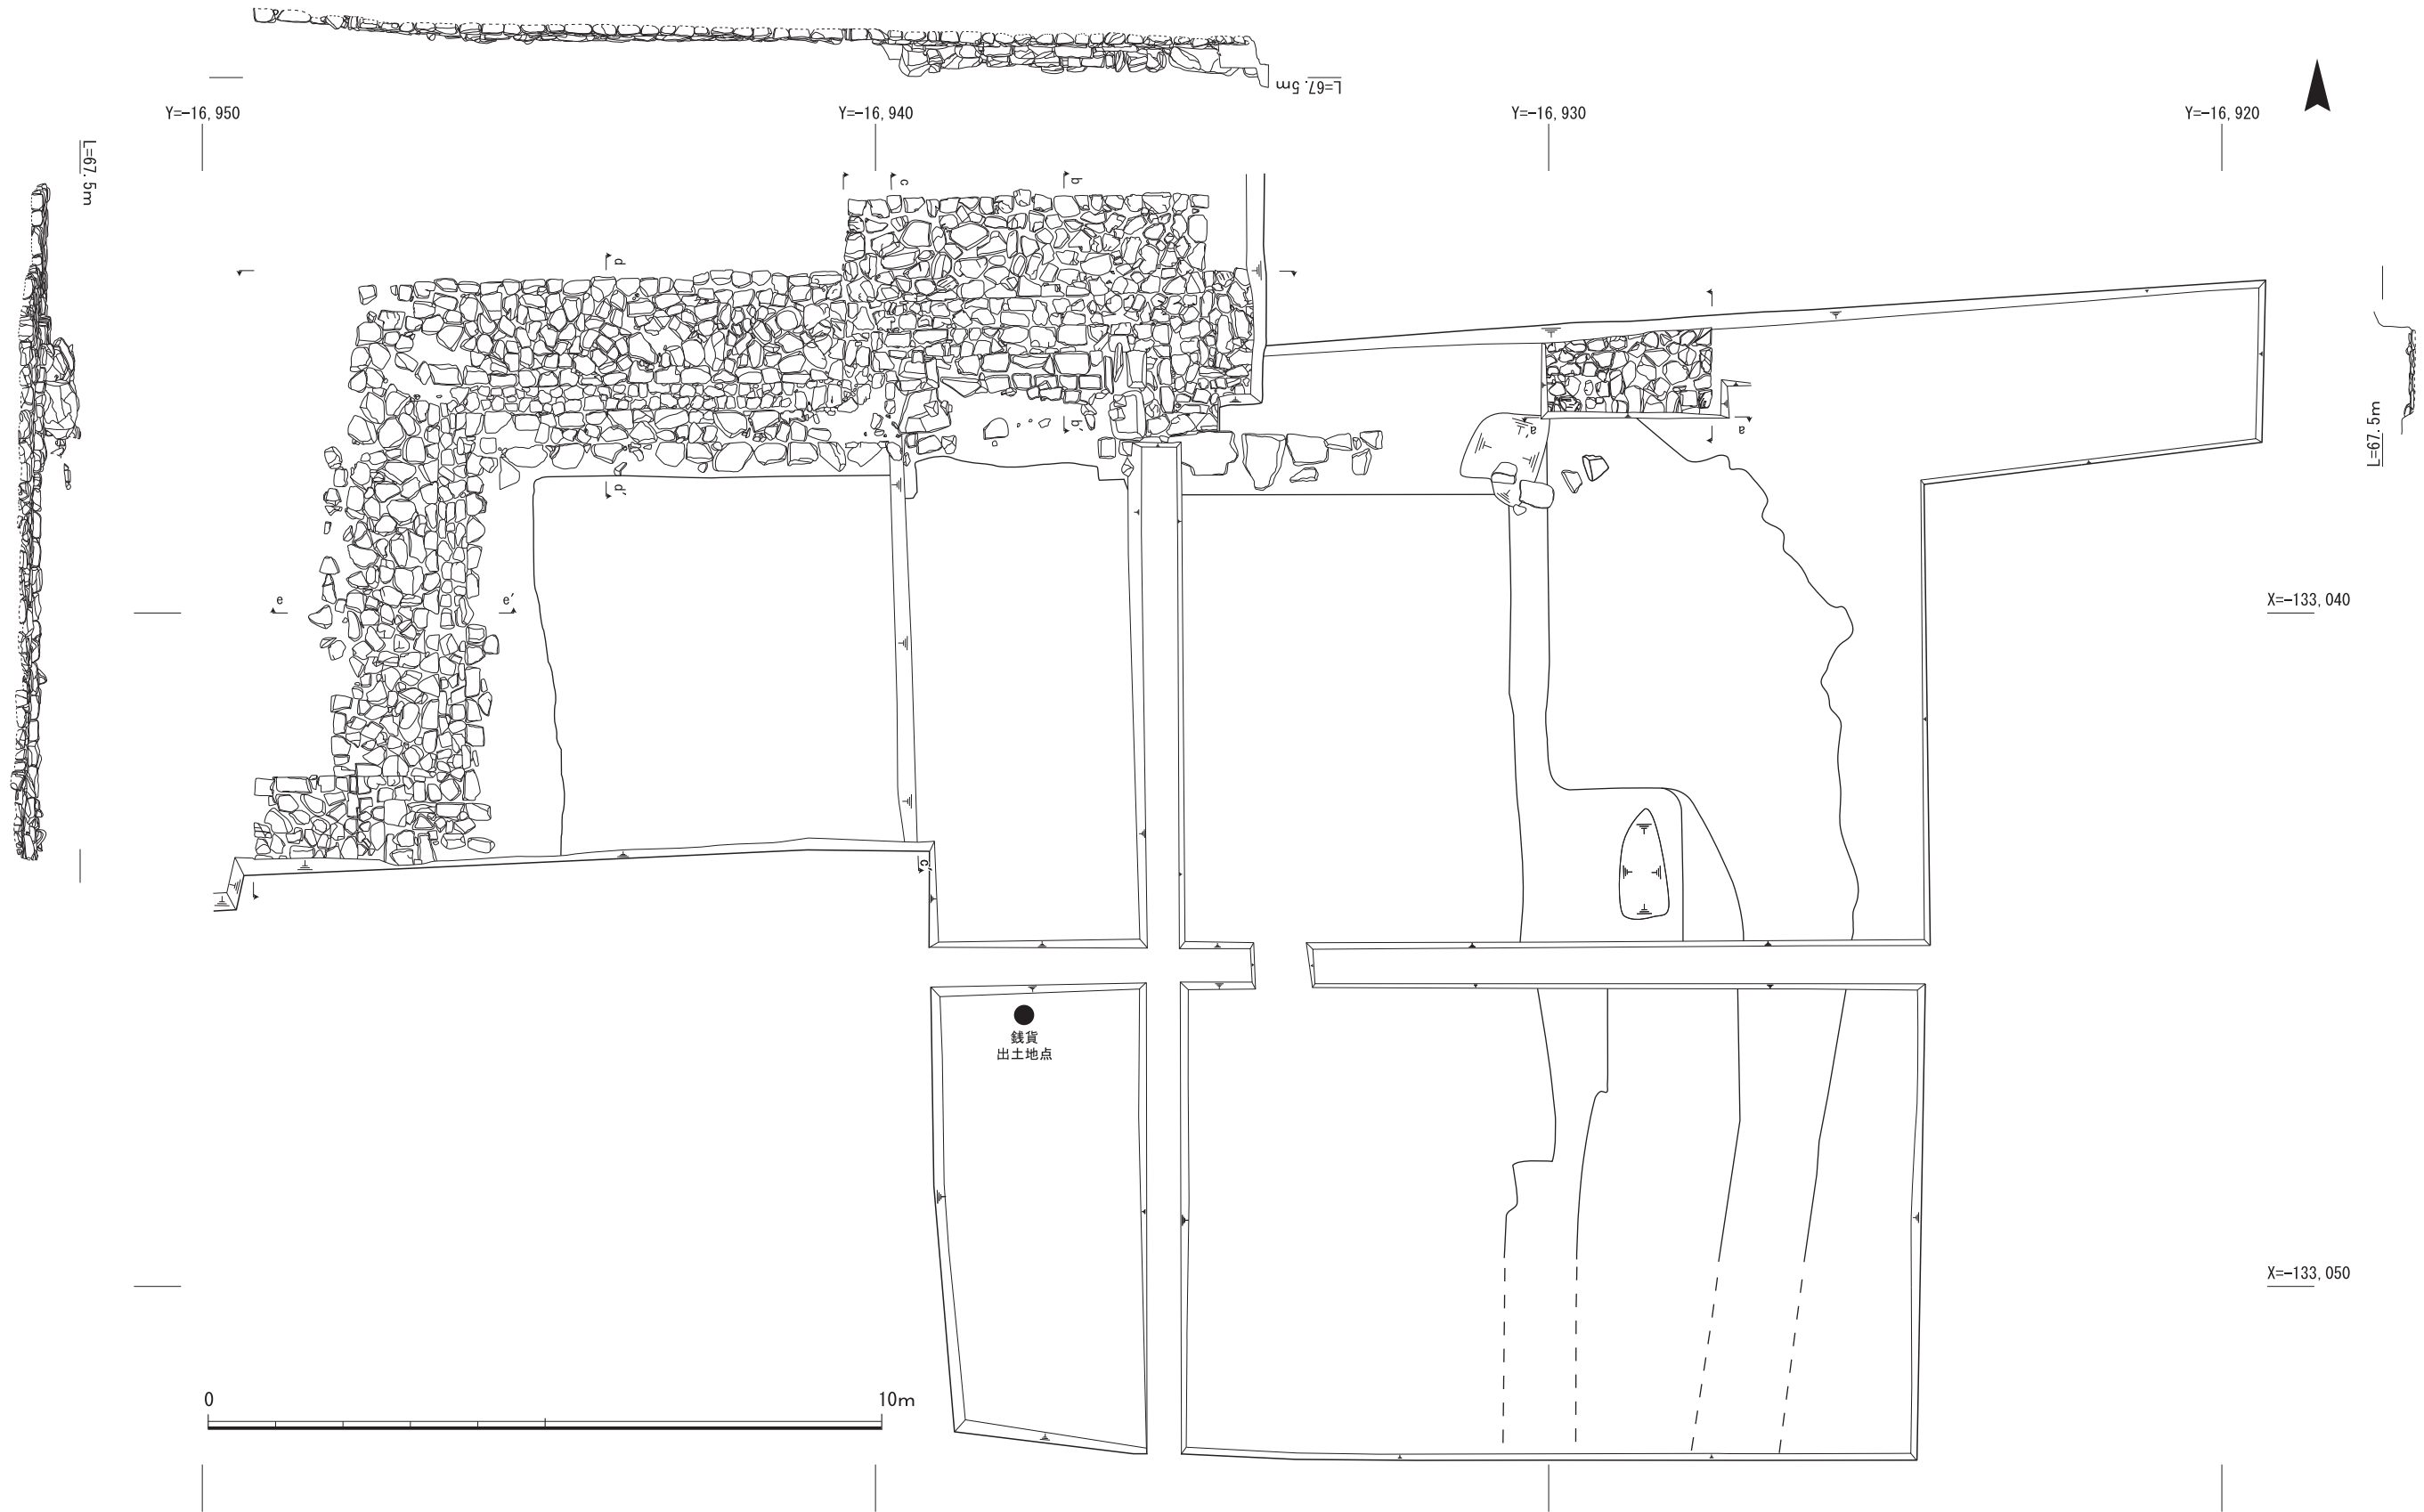 L=67.5m
Y=-16,950
Y=-16,940
Y=-16,930
Y=-16,920
L=67.5m
c
b
d
a'
a
b'
L=67.5m
d'
e
e'
X=-133,040
c'
銭貨
出土地点
X=-133,050
0
10m